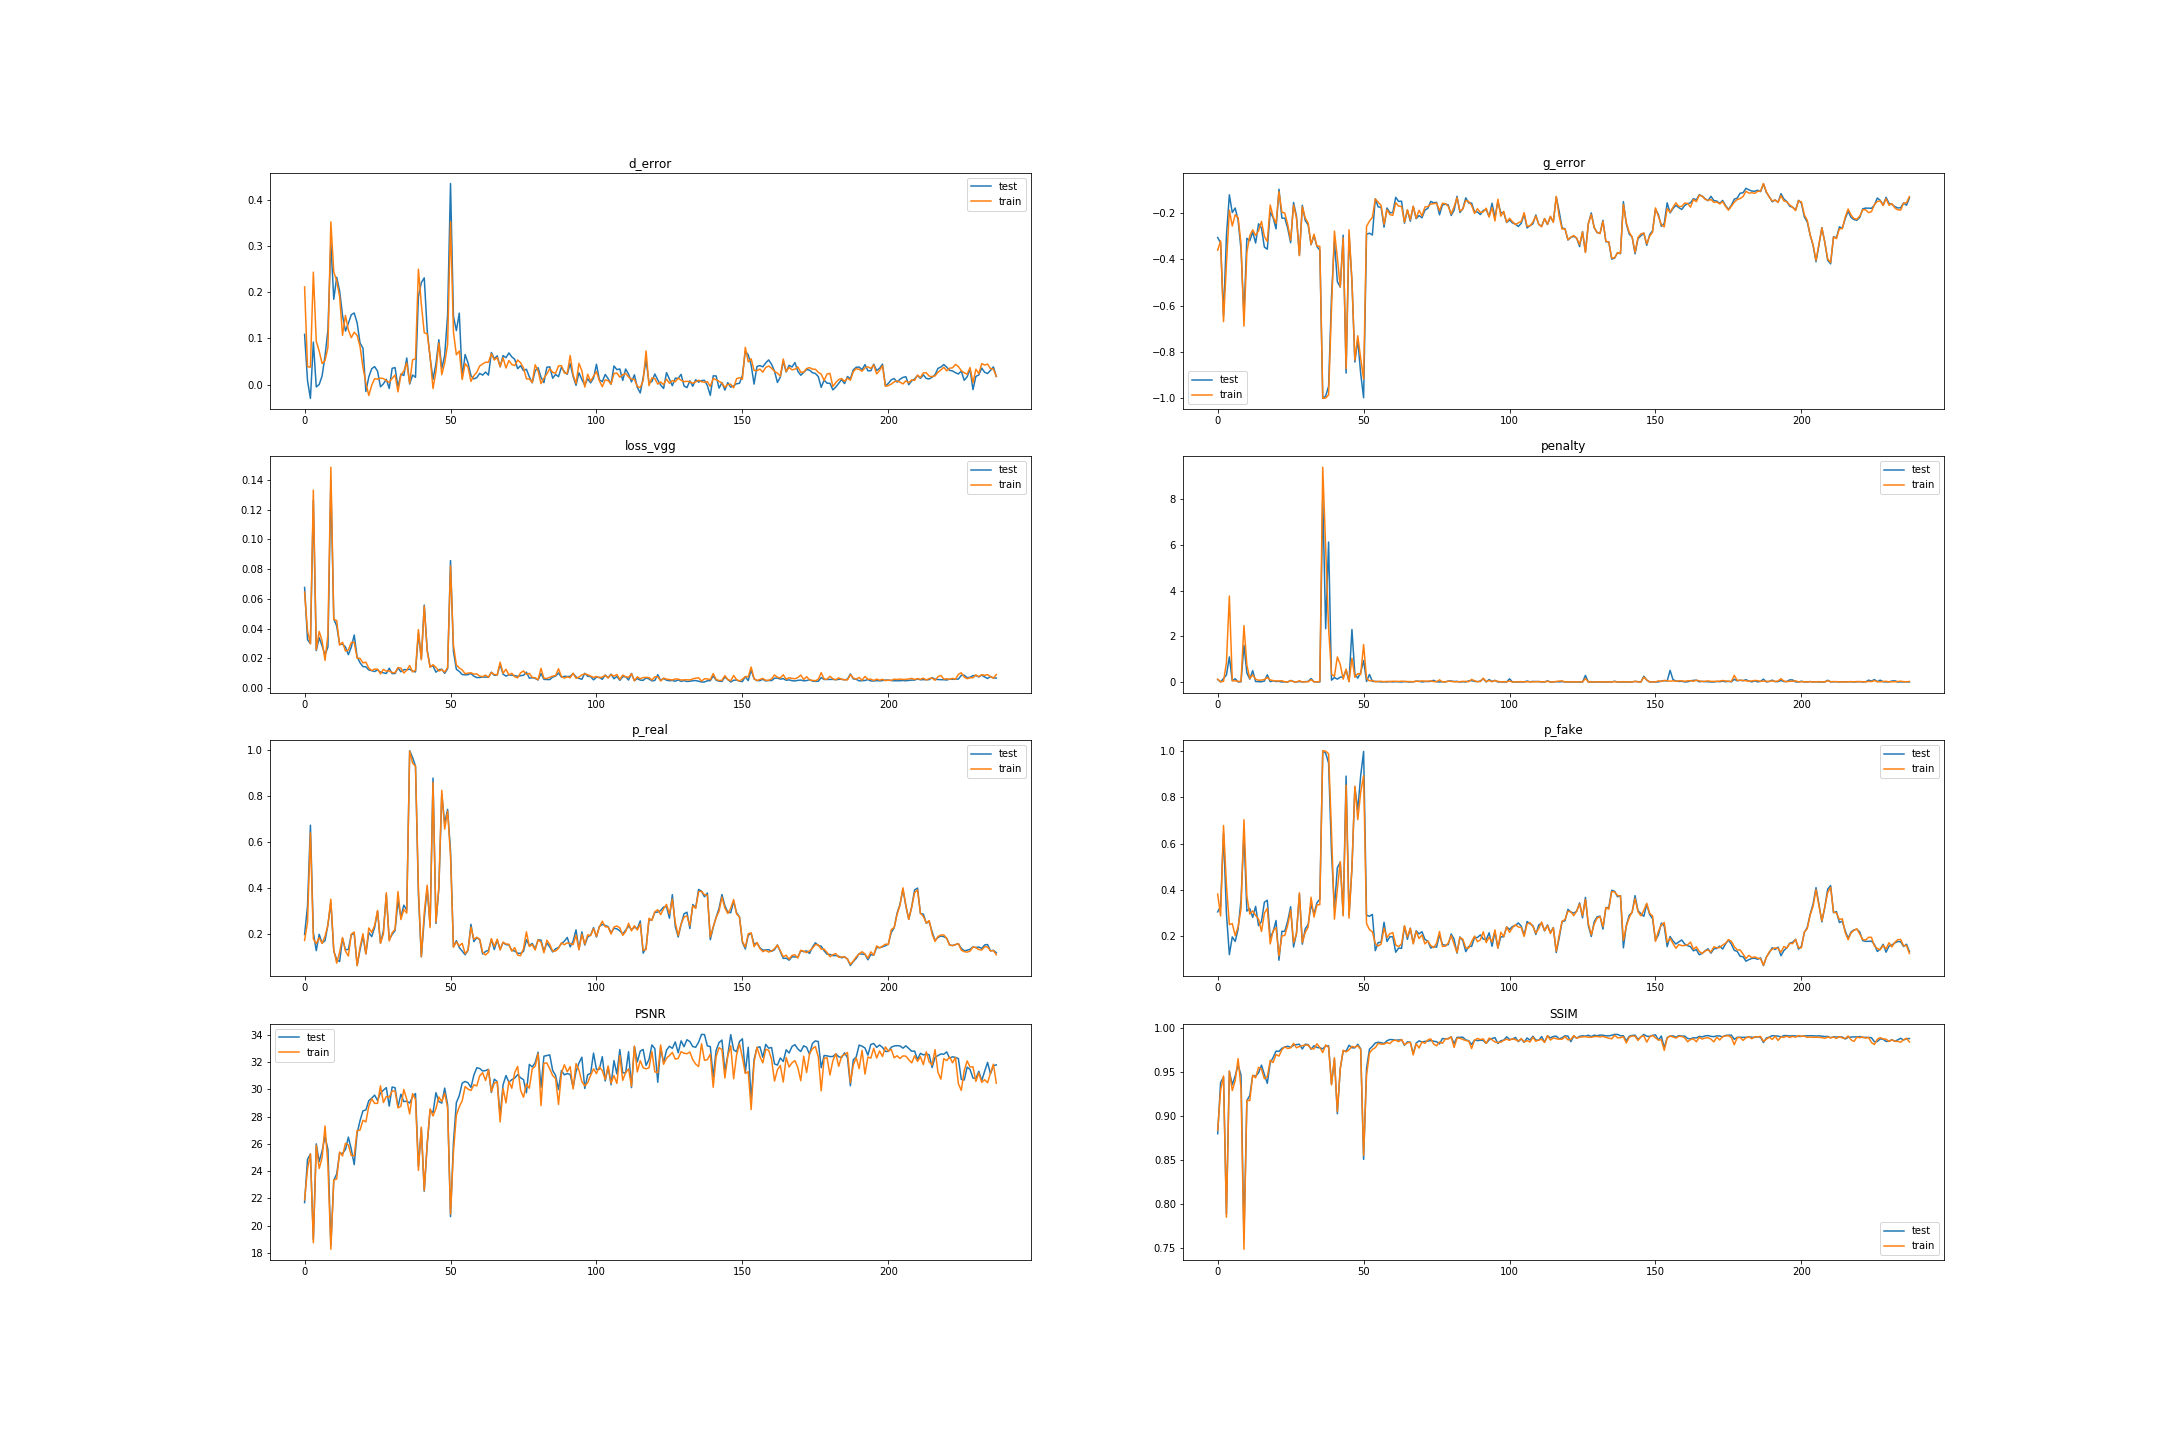 d_error
0.4
0.3
0.2
0.1
0.0
0 50 100 150 200
test
train
g_error
−0.2
−0.4
−0.6
−0.8
−1.0
0 50 100 150 200
test
train
loss_vgg
0.14
0.12
0.10
0.08
0.06
0.04
0.02
0.00
0 50 100 150 200
test
train
penalty
8
6
4
2
0
0 50 100 150 200
test
train
p_real
1.0
0.8
0.6
0.4
0.2
0 50 100 150 200
test
train
p_fake
1.0
0.8
0.6
0.4
0.2
0 50 100 150 200
test
train
PSNR
34
32
30
28
26
24
22
20
18
0 50 100 150 200
test
train
SSIM
1.00
0.95
0.90
0.85
0.80
0.75
0 50 100 150 200
test
train